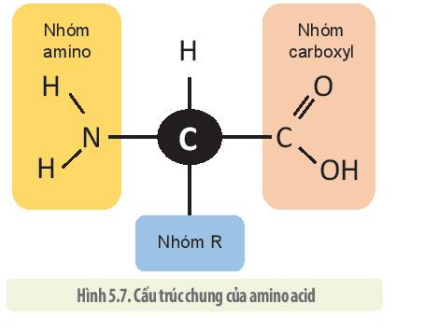 Nhóm
amino
H
N
H
H
C
Nhóm
carboxyl
O
C
OH
Nhóm R
Hình 5.7. Cấu trúc chung của amino acid